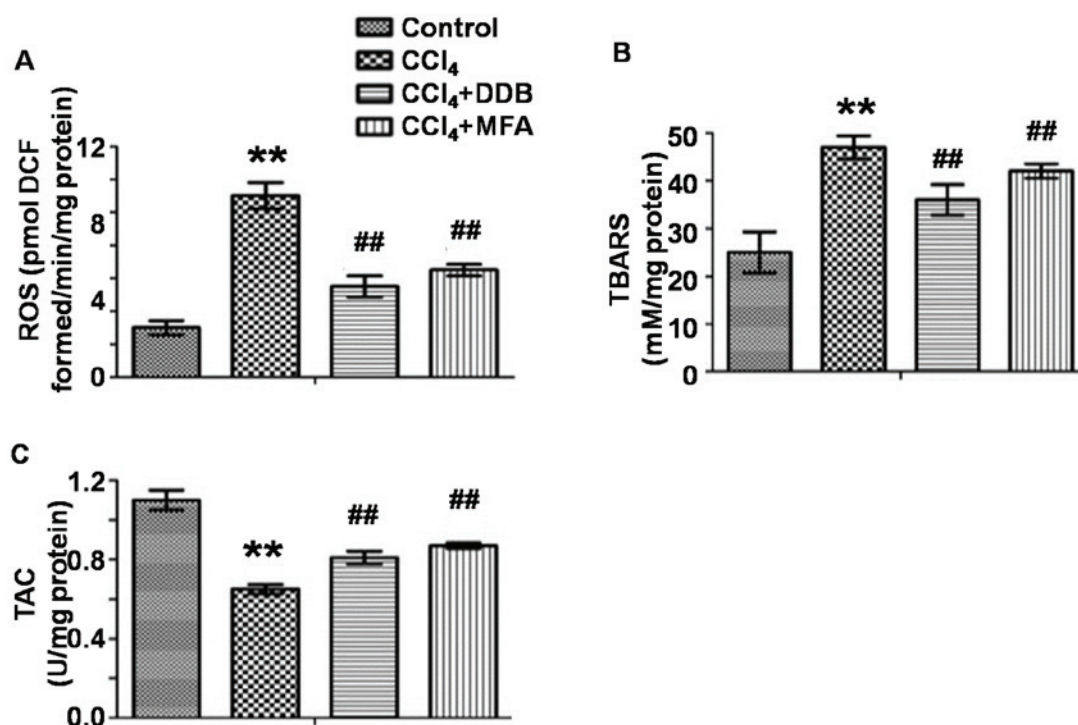 Control
CCl₄
CCl₄+DDB
CCl₄+MFA
A
ROS (pmol DCF
formed/min/mg protein)
12
8
4
0
**
##
##
B
TBARS
(mM/mg protein)
50
40
30
20
10
0
**
##
##
C
TAC
(U/mg protein)
1.2
0.8
0.4
0.0
**
##
##